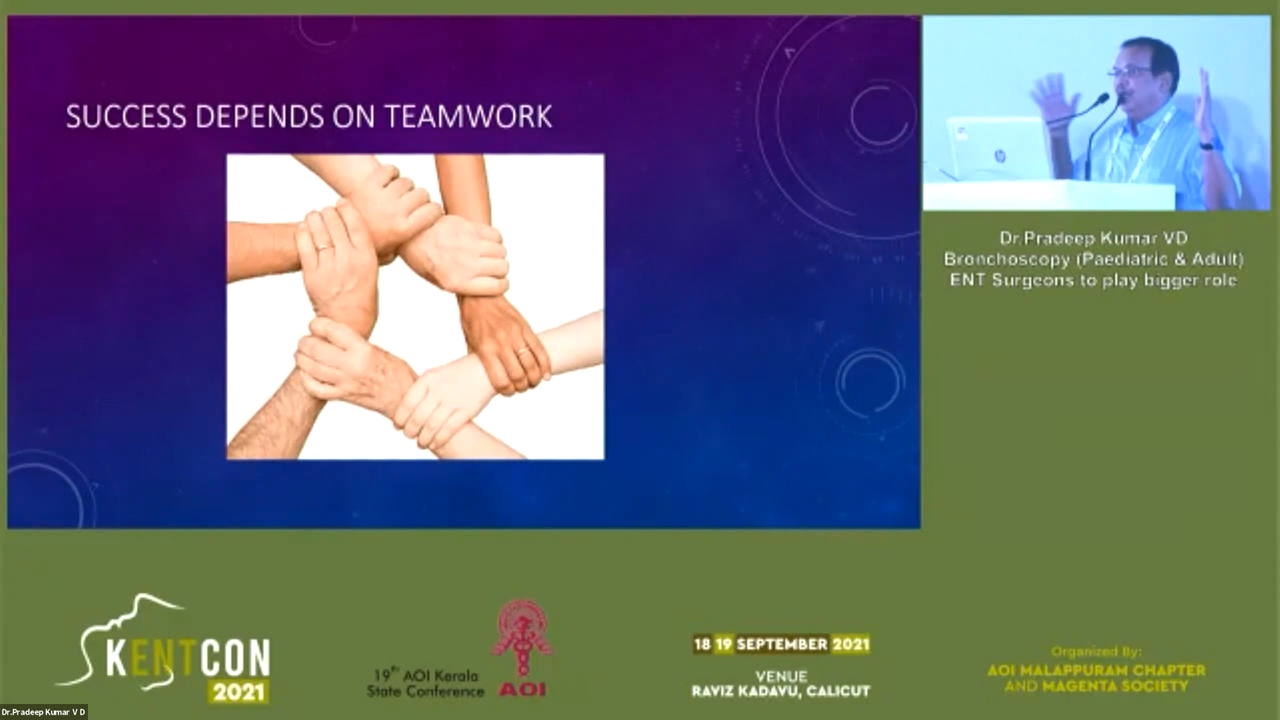 SUCCESS DEPENDS ON TEAMWORK
hp
Dr.Pradeep Kumar VD
Bronchoscopy (Paediatric & Adult)
ENT Surgeons to play bigger role
KENTCON
2021
19th AOI Kerala
State Conference
AOI
18 19 SEPTEMBER 2021
VENUE
RAVIZ KADAVU, CALICUT
Organized By:
AOI MALAPPURAM CHAPTER
AND MAGENTA SOCIETY
Dr.Pradeep Kumar V D